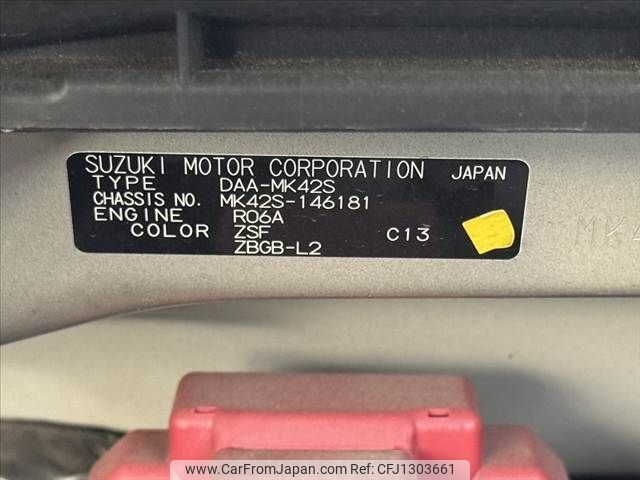 SUZUKI MOTOR CORPORATION JAPAN
TYPE DAA-MK42S
CHASSIS NO. MK42S-146181
ENGINE R06A
COLOR ZSF C13
ZBGB-L2
www.CarFromJapan.com © CarFromJapan - CFJ1303661